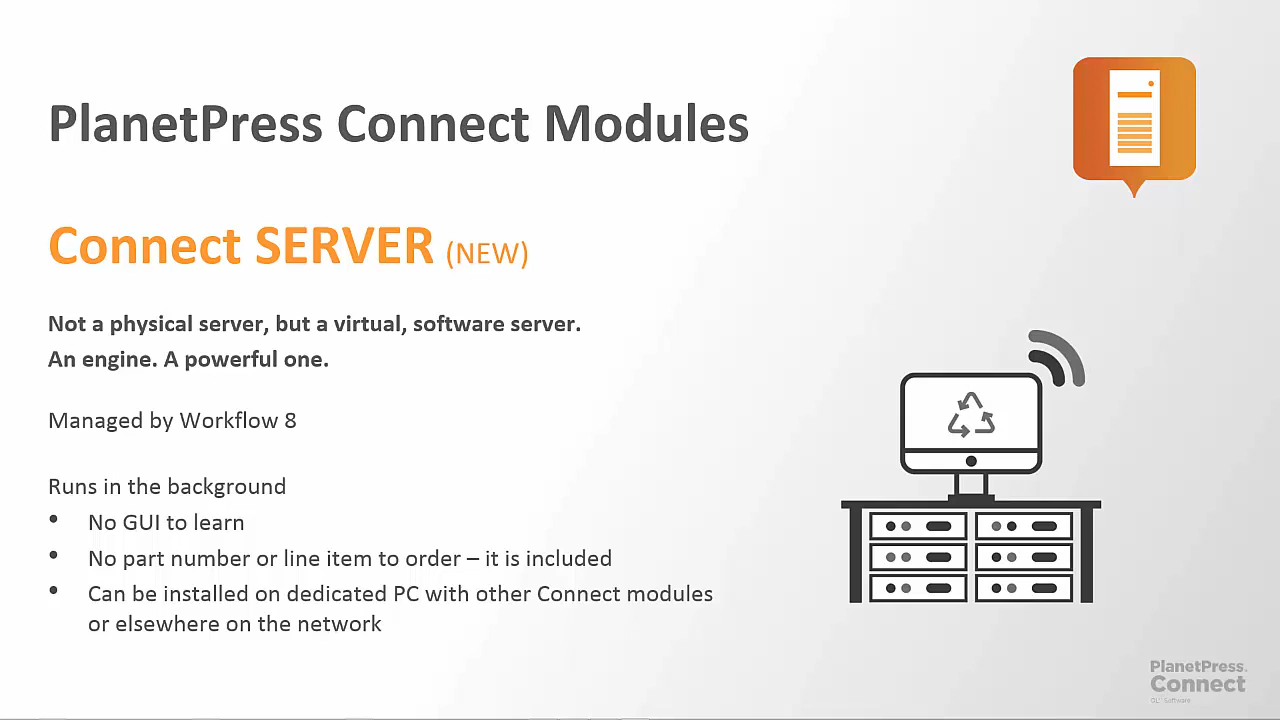 PlanetPress Connect Modules
Connect SERVER (NEW)
Not a physical server, but a virtual, software server.
An engine. A powerful one.
Managed by Workflow 8
Runs in the background
• No GUI to learn
• No part number or line item to order – it is included
• Can be installed on dedicated PC with other Connect modules
or elsewhere on the network
PlanetPress.
Connect
Software